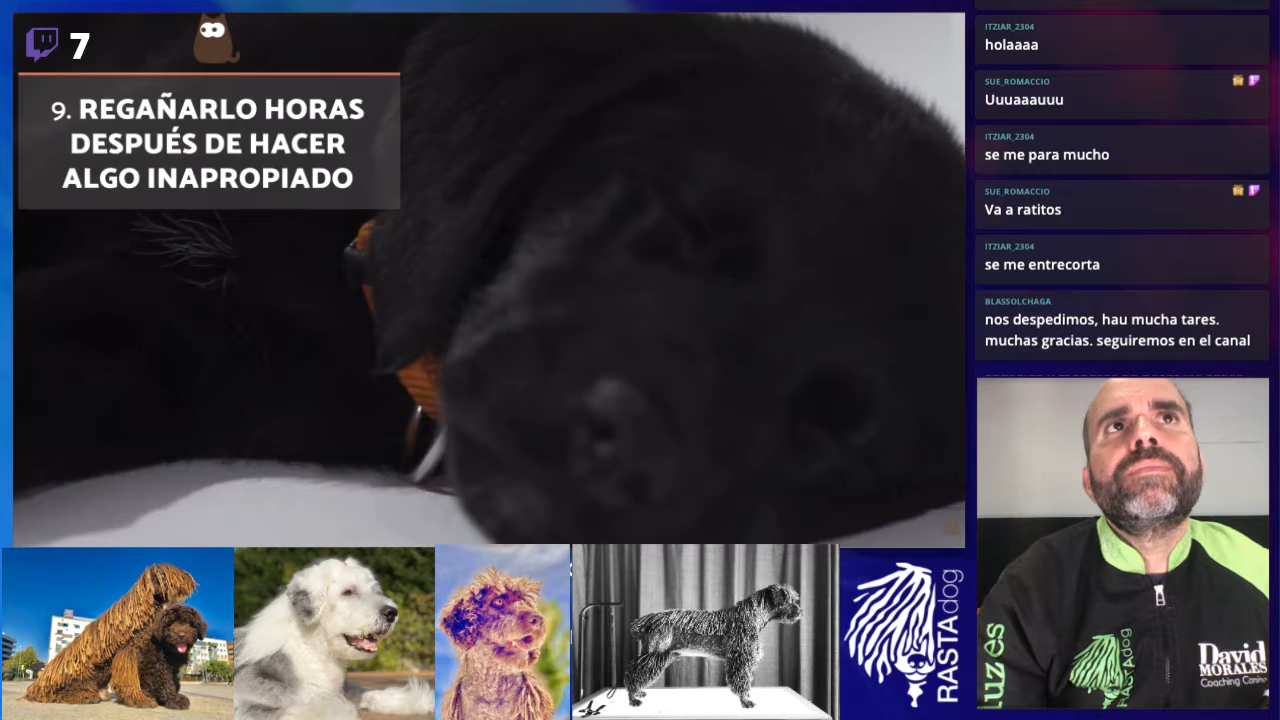 7
9. REGAÑARLO HORAS
DESPUÉS DE HACER
ALGO INAPROPIADO
ITZIAR_2304
holaaaa
SUE_ROMACCIO
Uuuaaauuu
ITZIAR_2304
se me para mucho
SUE_ROMACCIO
Va a ratitos
ITZIAR_2304
se me entrecorta
BLASSOLCHAGA
nos despedimos, hau mucha tares.
muchas gracias. seguiremos en el canal
RASTAdog
luz es
RASTAdog
David
MORALES
Coaching Canino